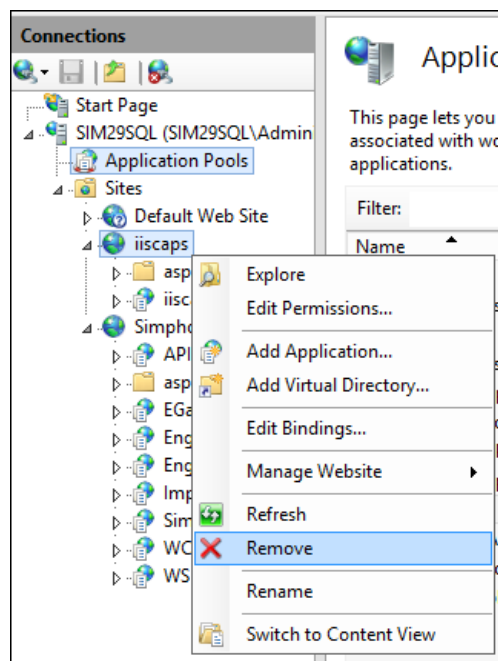 Connections
Start Page
SIM29SQL (SIM29SQL\Admin
Application Pools
Sites
Default Web Site
iiscaps
asp
iisc
Simpho
API
asp
EGa
Eng
Eng
Imp
Sim
WC
WS
Explore
Edit Permissions...
Add Application...
Add Virtual Directory...
Edit Bindings...
Manage Website
Refresh
Remove
Rename
Switch to Content View
Applic
This page lets you
associated with wo
applications.
Filter:
Name